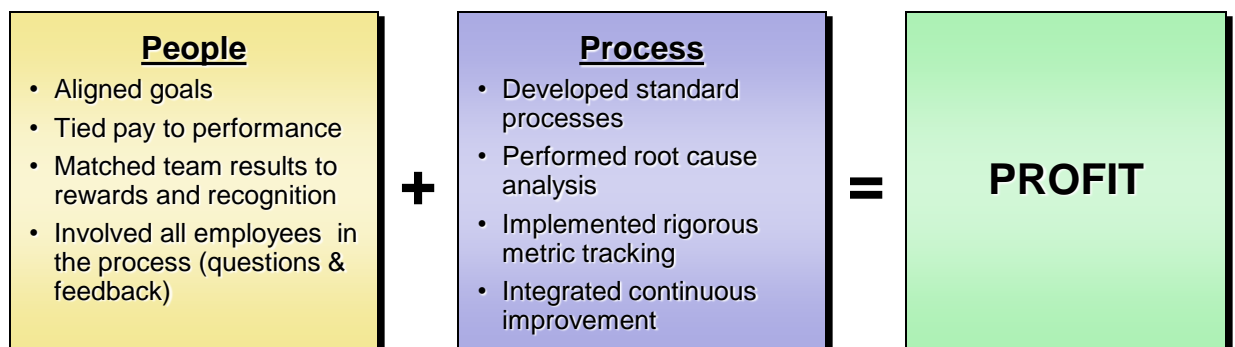 People
• Aligned goals
• Tied pay to performance
• Matched team results to
rewards and recognition
• Involved all employees in
the process (questions &
feedback)
+
Process
• Developed standard
processes
• Performed root cause
analysis
• Implemented rigorous
metric tracking
• Integrated continuous
improvement
=
PROFIT